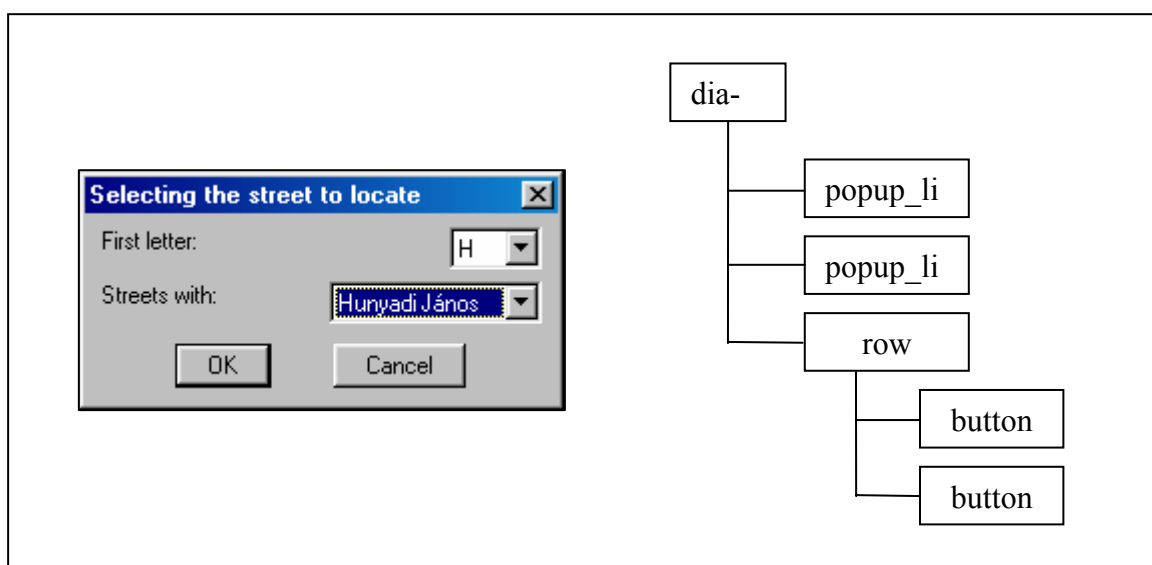 Selecting the street to locate
First letter:
H
Streets with:
Hunyadi János
OK Cancel
dia-
popup_li
popup_li
row
button
button